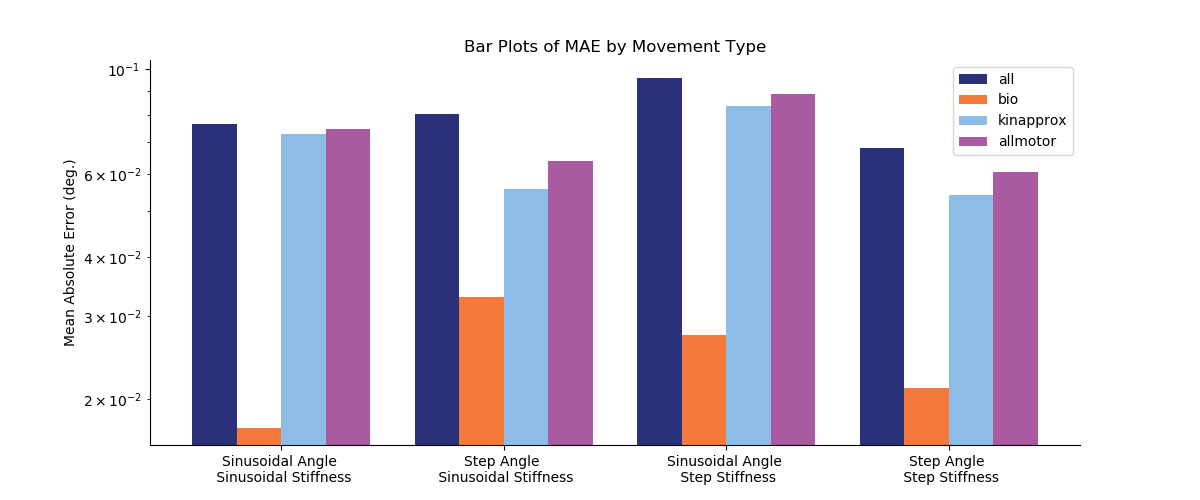 Bar Plots of MAE by Movement Type
Mean Absolute Error (deg.)
10⁻¹
6 × 10⁻²
4 × 10⁻²
3 × 10⁻²
2 × 10⁻²
all
bio
kinapprox
allmotor
Sinusoidal Angle
Sinusoidal Stiffness
Step Angle
Sinusoidal Stiffness
Sinusoidal Angle
Step Stiffness
Step Angle
Step Stiffness